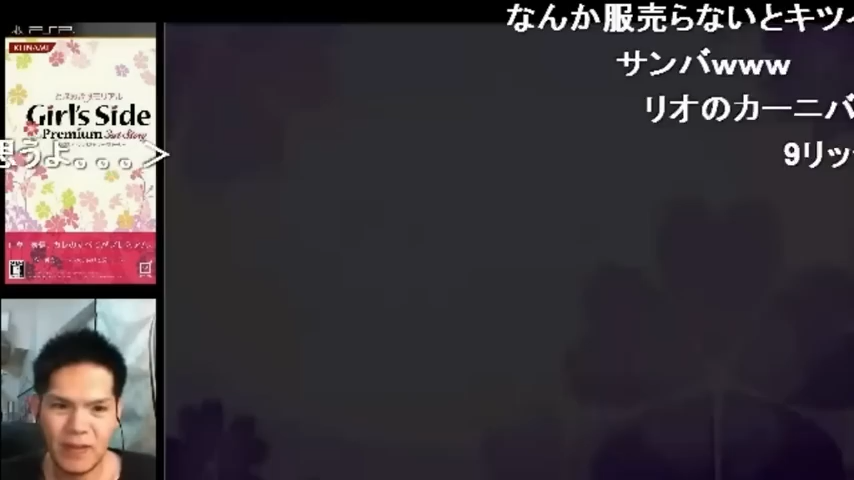 なんか服売らないとキツイ
サンバwww
リオのカーニバ
9リッ
思うよ。。。＞
PSP
KONAMI
ときめきメモリアル
Girl's Side
Premium 3rd Story